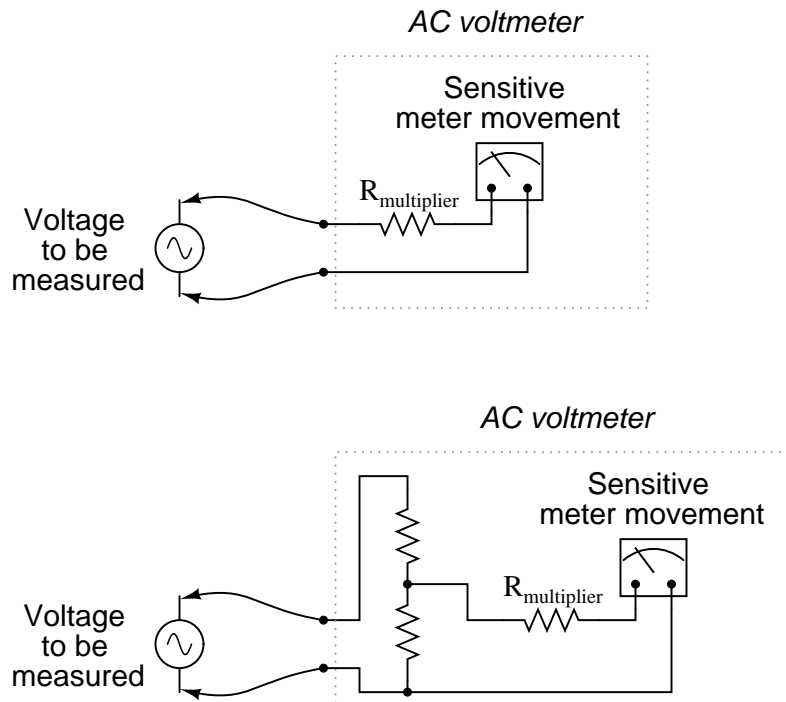 AC voltmeter
Sensitive
meter movement
Rmultiplier
Voltage
to be
measured
AC voltmeter
Sensitive
meter movement
Rmultiplier
Voltage
to be
measured